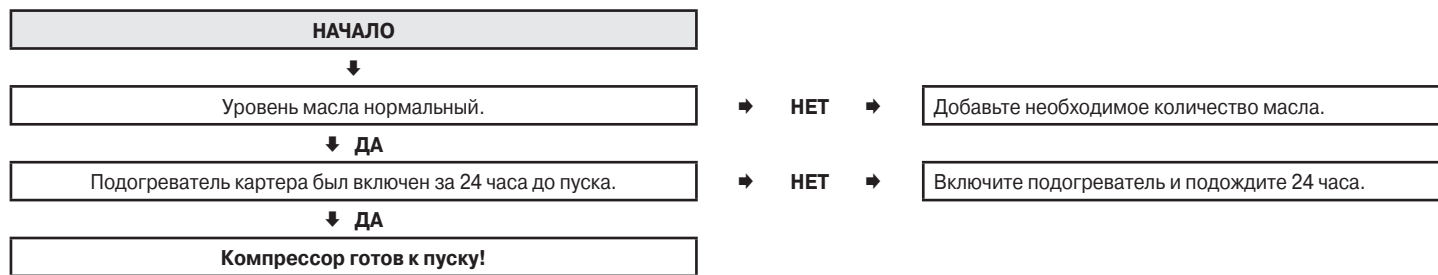 НАЧАЛО
Уровень масла нормальный.
НЕТ
Добавьте необходимое количество масла.
ДА
Подогреватель картера был включен за 24 часа до пуска.
НЕТ
Включите подогреватель и подождите 24 часа.
ДА
Компрессор готов к пуску!